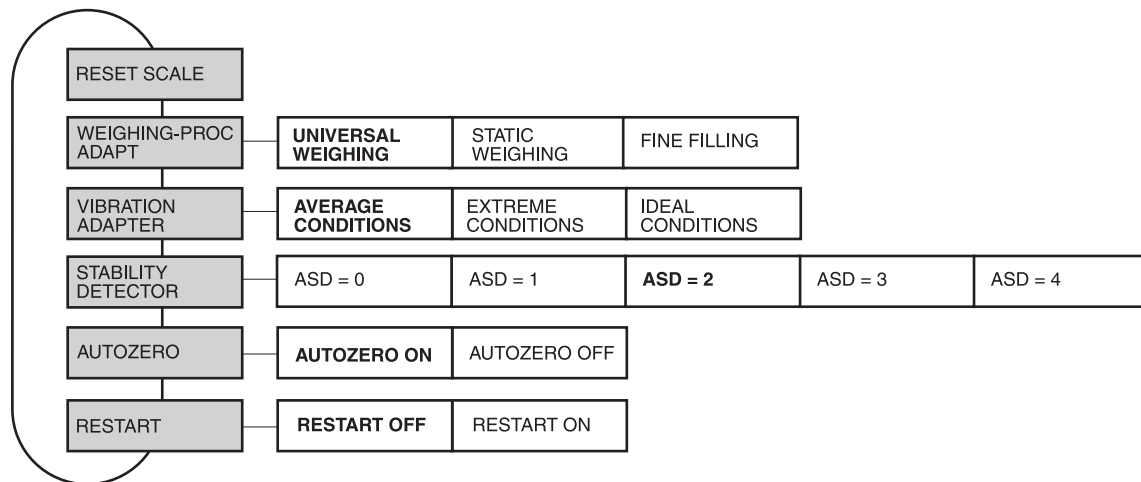 RESET SCALE
WEIGHING-PROC
ADAPT
UNIVERSAL
WEIGHING
STATIC
WEIGHING
FINE FILLING
VIBRATION
ADAPTER
AVERAGE
CONDITIONS
EXTREME
CONDITIONS
IDEAL
CONDITIONS
STABILITY
DETECTOR
ASD = 0
ASD = 1
ASD = 2
ASD = 3
ASD = 4
AUTOZERO
AUTOZERO ON
AUTOZERO OFF
RESTART
RESTART OFF
RESTART ON